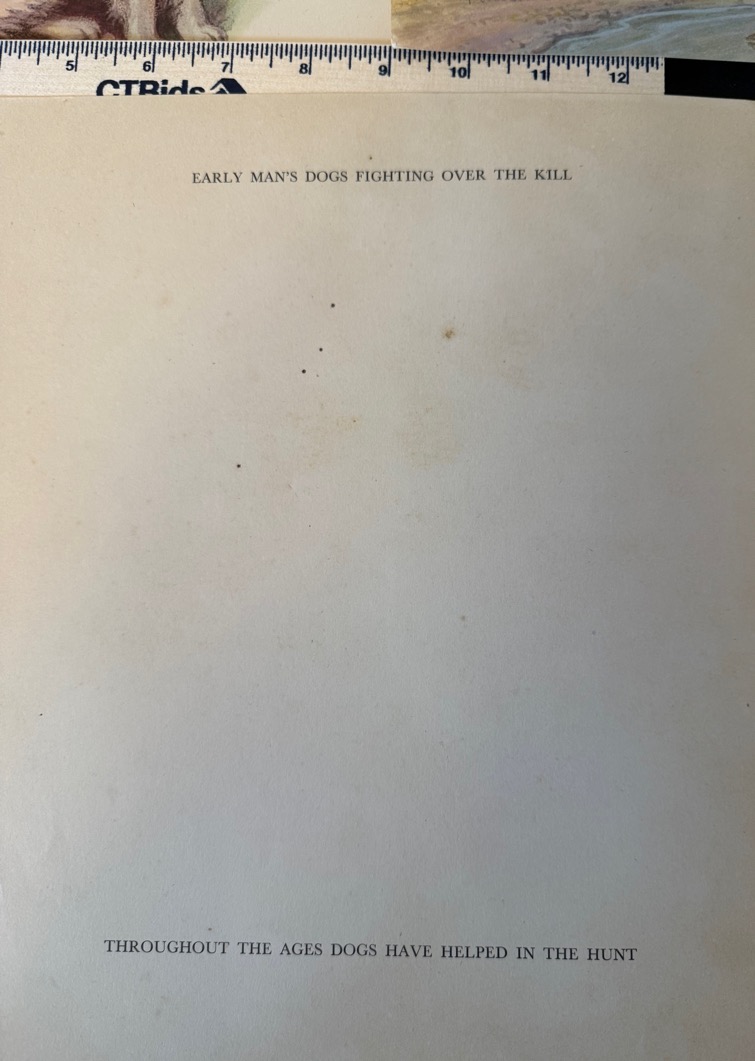 5 6 7 8 9 10 11 12
CTBids
EARLY MAN'S DOGS FIGHTING OVER THE KILL
THROUGHOUT THE AGES DOGS HAVE HELPED IN THE HUNT